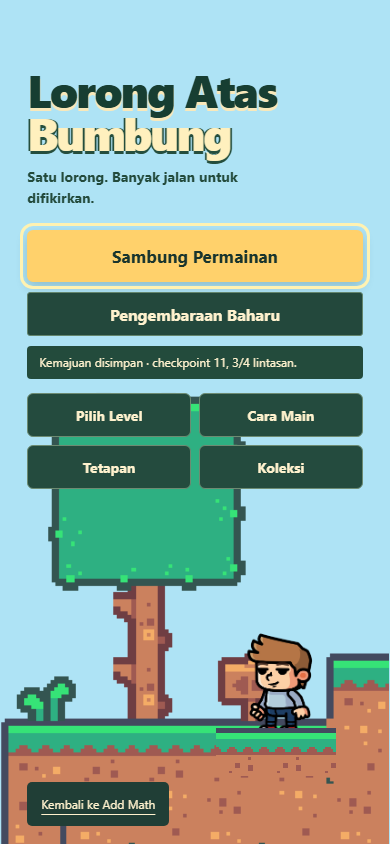 Lorong Atas
Bumbung
Satu lorong. Banyak jalan untuk
difikirkan.
Sambung Permainan
Pengembaraan Baharu
Kemajuan disimpan · checkpoint 11, 3/4 lintasan.
Pilih Level
Cara Main
Tetapan
Koleksi
Kembali ke Add Math